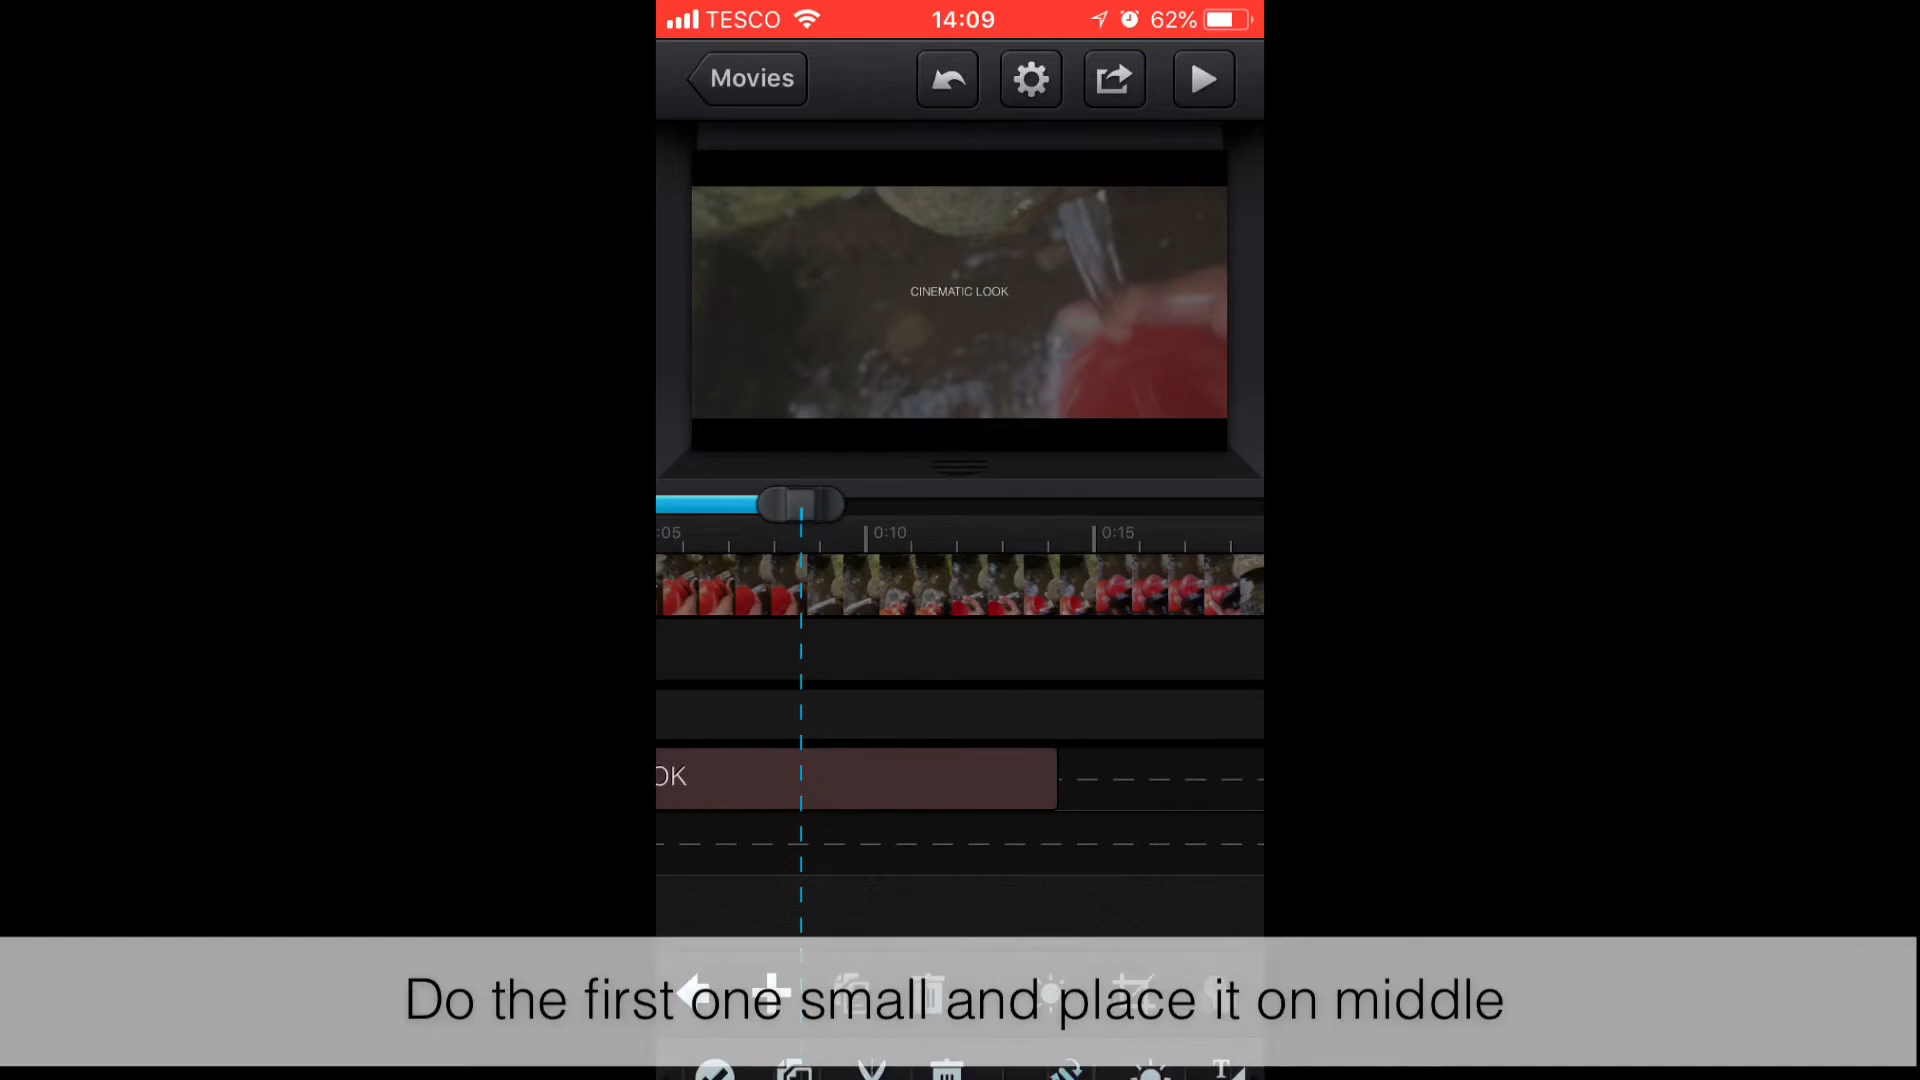 TESCO 14:09 62%
Movies
CINEMATIC LOOK
:05 0:10 0:15
OK
Do the first one small and place it on middle
T